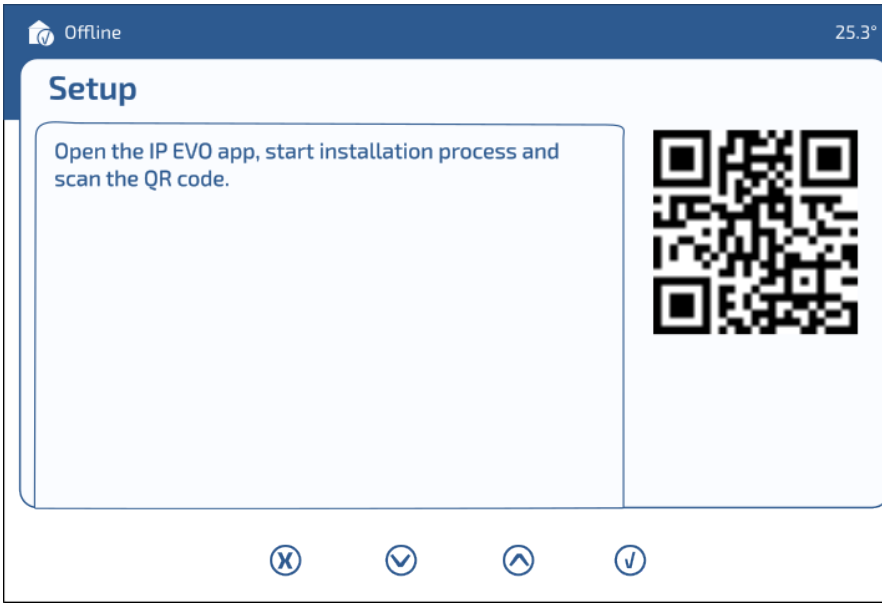 Offline
25.3°
Setup
Open the IP EVO app, start installation process and
scan the QR code.